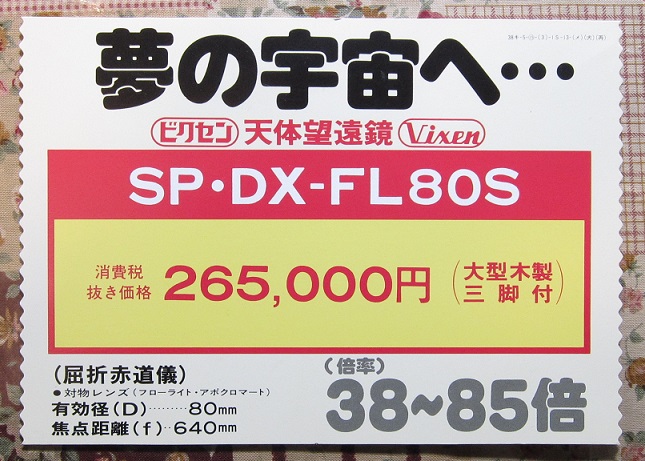 夢の宇宙へ…
ビクセン 天体望遠鏡 Vixen
SP・DX-FL80S
消費税
抜き価格 265,000円 (大型木製
三脚付)
(屈折赤道儀)
●対物レンズ(フローライト・アポクロマート)
有効径(D)………80mm
焦点距離(f)‥640mm
(倍率)
38~85倍